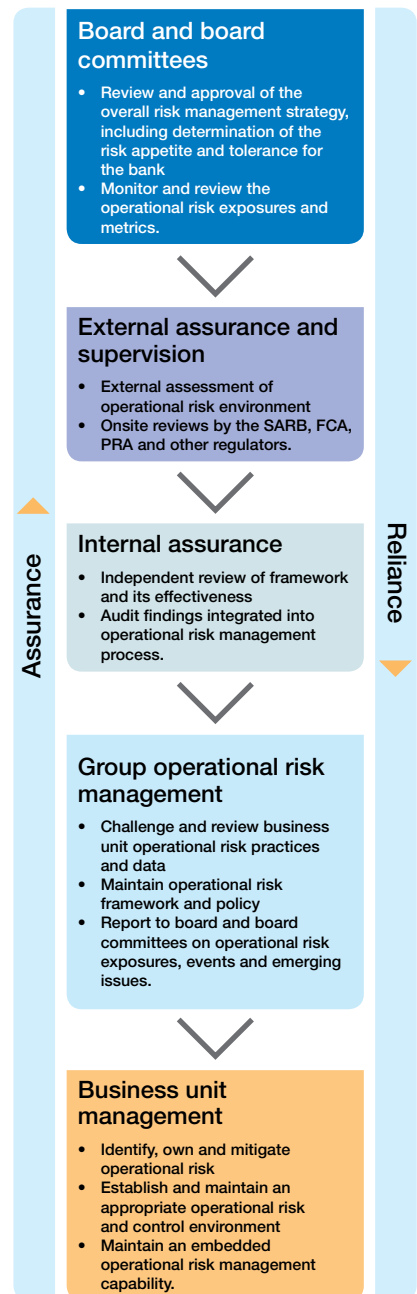 Board and board
committees
• Review and approval of the
overall risk management strategy,
including determination of the
risk appetite and tolerance for
the bank
• Monitor and review the
operational risk exposures and
metrics.
External assurance and
supervision
• External assessment of
operational risk environment
• Onsite reviews by the SARB, FCA,
PRA and other regulators.
Internal assurance
• Independent review of framework
and its effectiveness
• Audit findings integrated into
operational risk management
process.
Group operational risk
management
• Challenge and review business
unit operational risk practices
and data
• Maintain operational risk
framework and policy
• Report to board and board
committees on operational risk
exposures, events and emerging
issues.
Business unit
management
• Identify, own and mitigate
operational risk
• Establish and maintain an
appropriate operational risk
and control environment
• Maintain an embedded
operational risk management
capability.
Assurance
Reliance